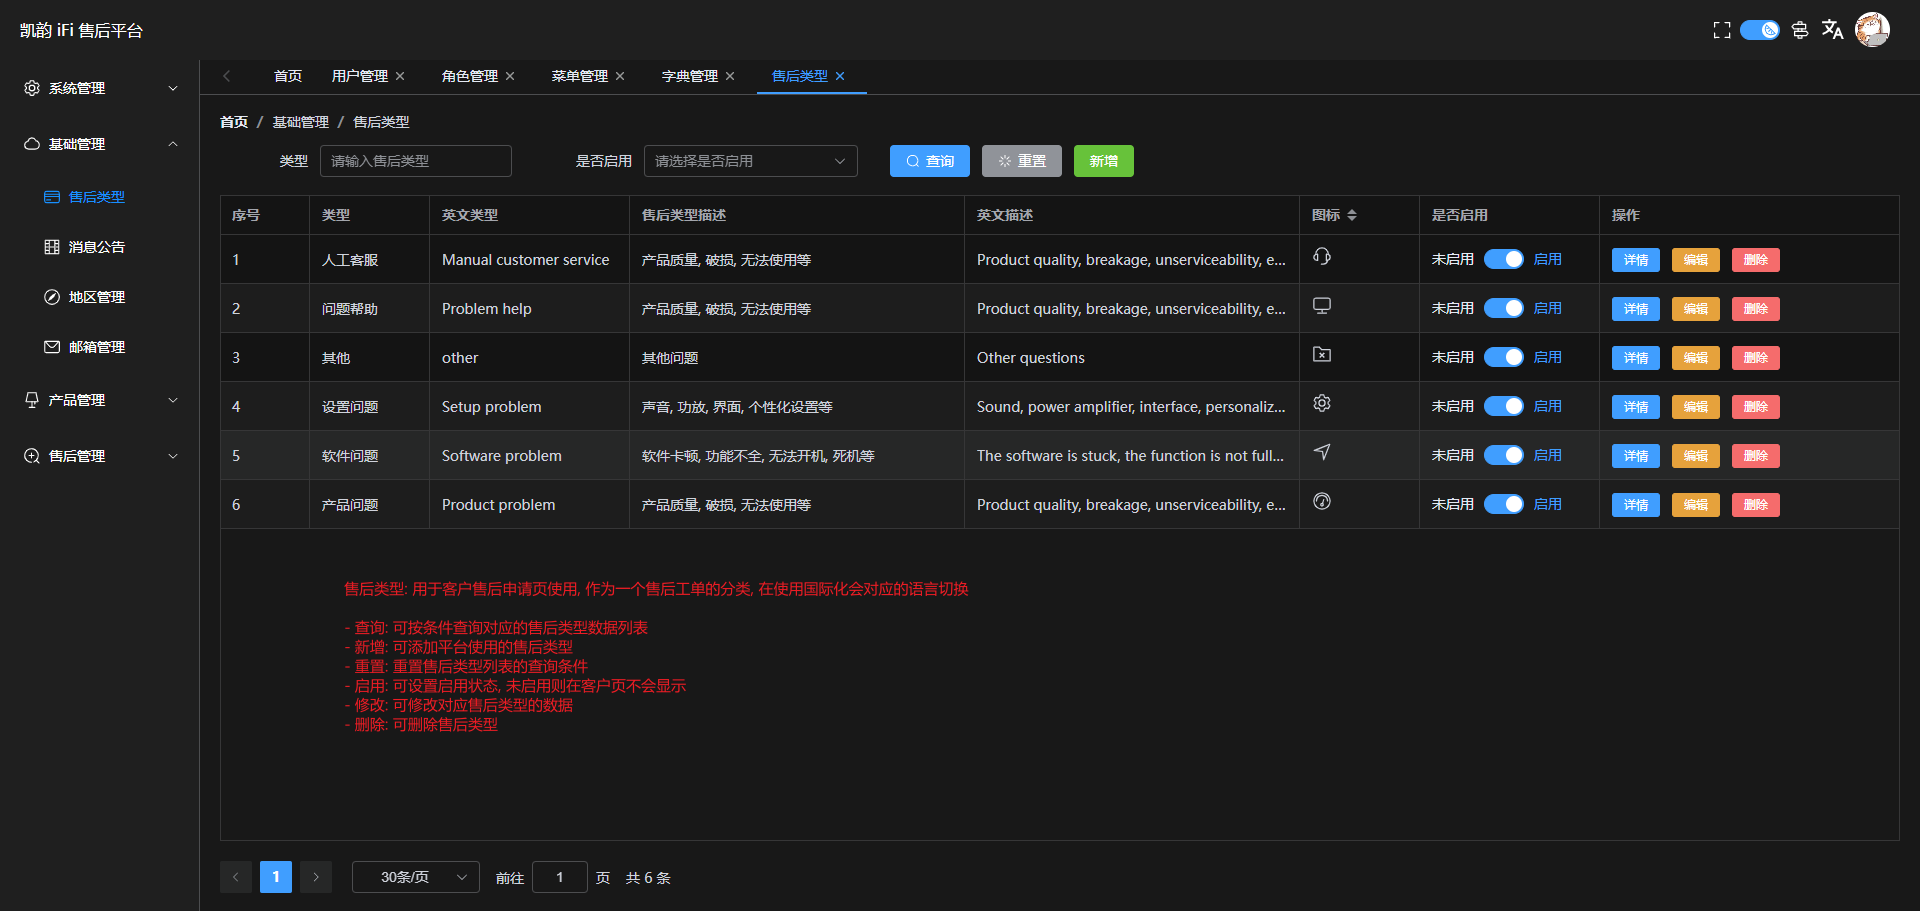 凯韵 iFi 售后平台
系统管理
基础管理
售后类型
消息公告
地区管理
邮箱管理
产品管理
售后管理
首页 用户管理 角色管理 菜单管理 字典管理 售后类型
首页 / 基础管理 / 售后类型
类型 请输入售后类型 是否启用 请选择是否启用 查询 重置 新增
序号 类型 英文类型 售后类型描述 英文描述 图标 是否启用 操作
1 人工客服 Manual customer service 产品质量, 破损, 无法使用等 Product quality, breakage, unserviceability, e... 未启用 启用 详情 编辑 删除
2 问题帮助 Problem help 产品质量, 破损, 无法使用等 Product quality, breakage, unserviceability, e... 未启用 启用 详情 编辑 删除
3 其他 other 其他问题 Other questions 未启用 启用 详情 编辑 删除
4 设置问题 Setup problem 声音, 功放, 界面, 个性化设置等 Sound, power amplifier, interface, personaliz... 未启用 启用 详情 编辑 删除
5 软件问题 Software problem 软件卡顿, 功能不全, 无法开机, 死机等 The software is stuck, the function is not full... 未启用 启用 详情 编辑 删除
6 产品问题 Product problem 产品质量, 破损, 无法使用等 Product quality, breakage, unserviceability, e... 未启用 启用 详情 编辑 删除
售后类型: 用于客户售后申请页使用, 作为一个售后工单的分类, 在使用国际化会对应的语言切换
- 查询: 可按条件查询对应的售后类型数据列表
- 新增: 可添加平台使用的售后类型
- 重置: 重置售后类型列表的查询条件
- 启用: 可设置启用状态, 未启用则在客户页不会显示
- 修改: 可修改对应售后类型的数据
- 删除: 可删除售后类型
1 30条/页 前往 1 页 共 6 条